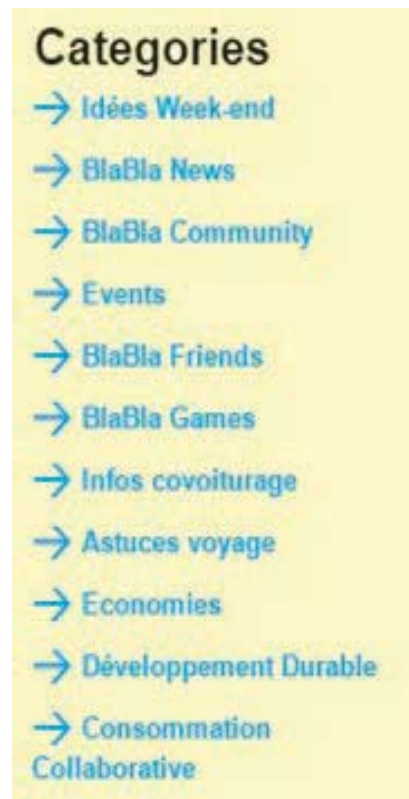 Categories
→ Idées Week-end
→ BlaBla News
→ BlaBla Community
→ Events
→ BlaBla Friends
→ BlaBla Games
→ Infos covoiturage
→ Astuces voyage
→ Economies
→ Développement Durable
→ Consommation
Collaborative